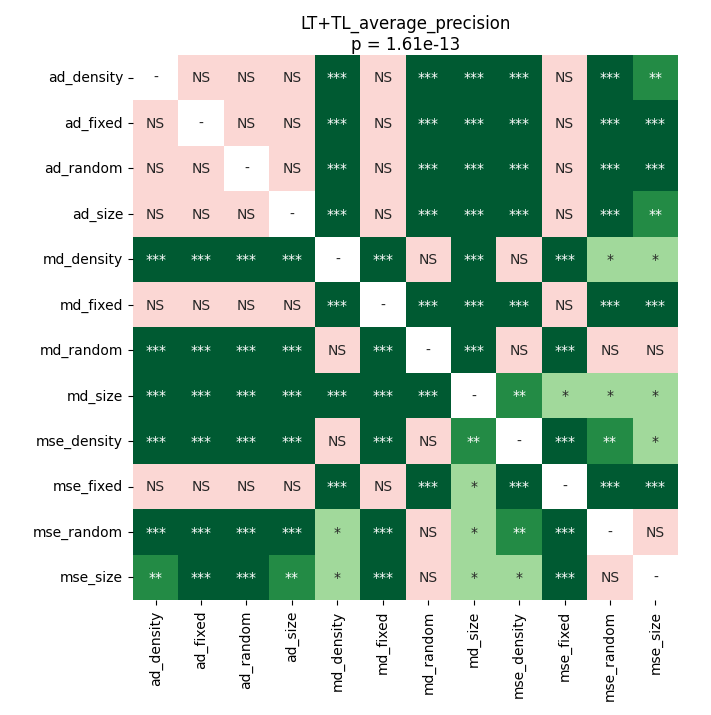 LT+TL_average_precision
p = 1.61e-13
ad_density - NS NS NS *** NS *** *** *** NS *** **
ad_fixed NS - NS NS *** NS *** *** *** NS *** ***
ad_random NS NS - NS *** NS *** *** *** NS *** ***
ad_size NS NS NS - *** NS *** *** *** NS *** **
md_density *** *** *** *** - *** NS *** NS *** * *
md_fixed NS NS NS NS *** - *** *** *** NS *** ***
md_random *** *** *** *** NS *** - *** NS *** NS NS
md_size *** *** *** *** *** *** *** - ** * * *
mse_density *** *** *** *** NS *** NS ** - *** ** *
mse_fixed NS NS NS NS *** NS *** * *** - *** ***
mse_random *** *** *** *** * *** NS * ** *** - NS
mse_size ** *** *** ** * *** NS * * *** NS -
ad_density ad_fixed ad_random ad_size md_density md_fixed md_random md_size mse_density mse_fixed mse_random mse_size